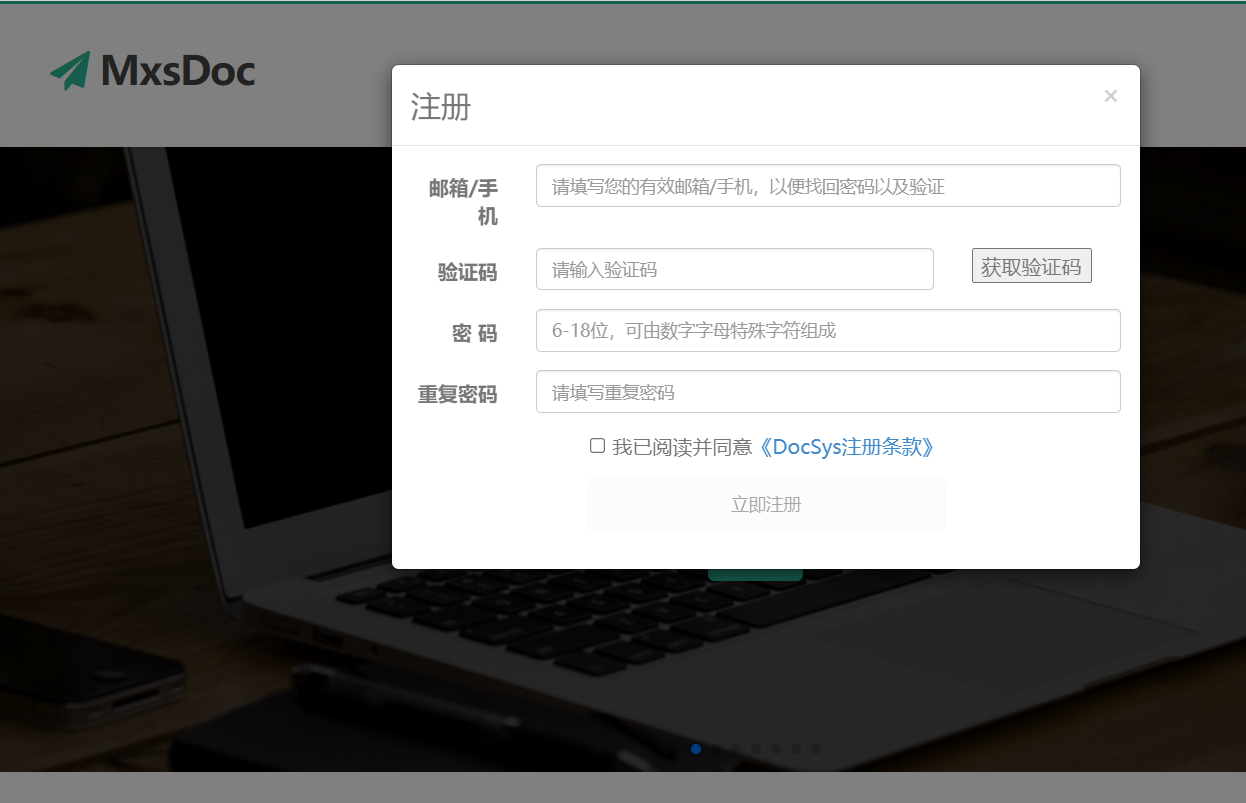 MxsDoc
注册
×
邮箱/手
机
请填写您的有效邮箱/手机，以便找回密码以及验证
验证码
请输入验证码
获取验证码
密 码
6-18位，可由数字字母特殊字符组成
重复密码
请填写重复密码
我已阅读并同意《DocSys注册条款》
立即注册